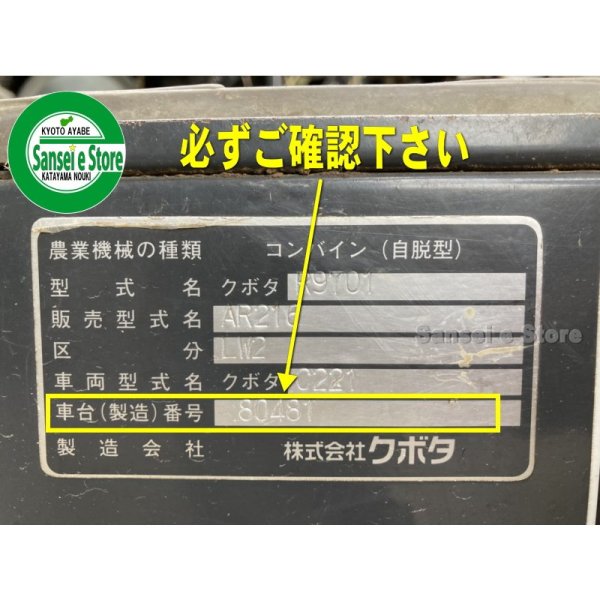 KYOTO AYABE
Sansei e Store
KATAYAMA NOUKI
必ずご確認下さい
農業機械の種類 コンバイン（自脱型）
型式名 クボタ R9Y01
販売型式名 AR216
Sansei e Store
区分 LW2
車両型式名 クボタ C221
車台（製造）番号 80481
製造会社 株式会社クボタ